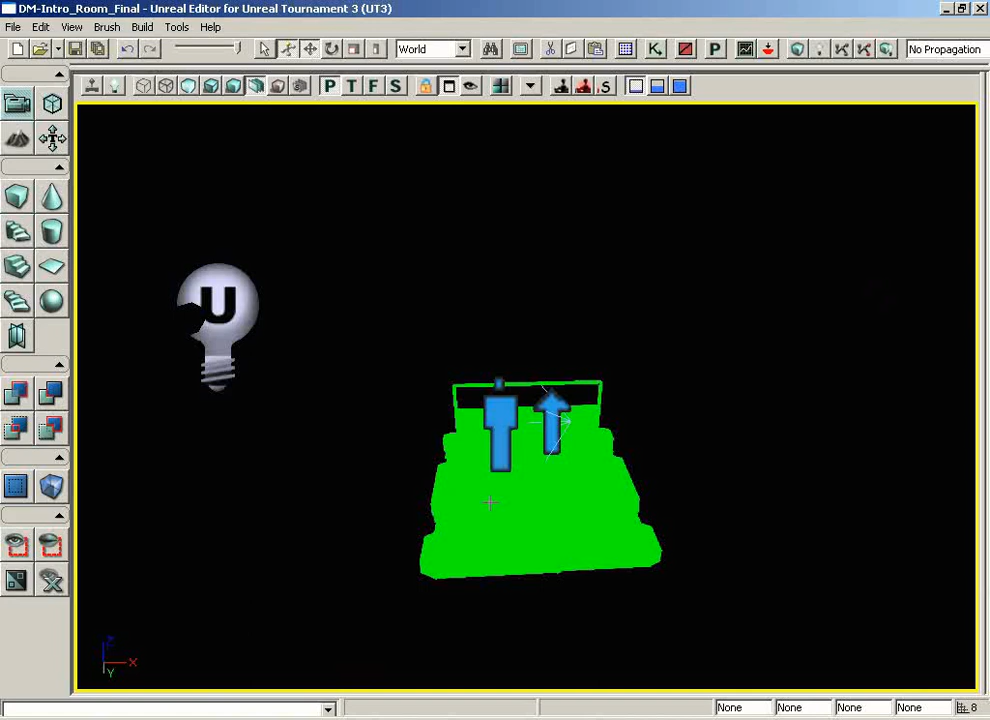 DM-Intro_Room_Final - Unreal Editor for Unreal Tournament 3 (UT3)
File Edit View Brush Build Tools Help
World K P No Propagation
P T F S S
U
Z
X
Y
None None None None 8